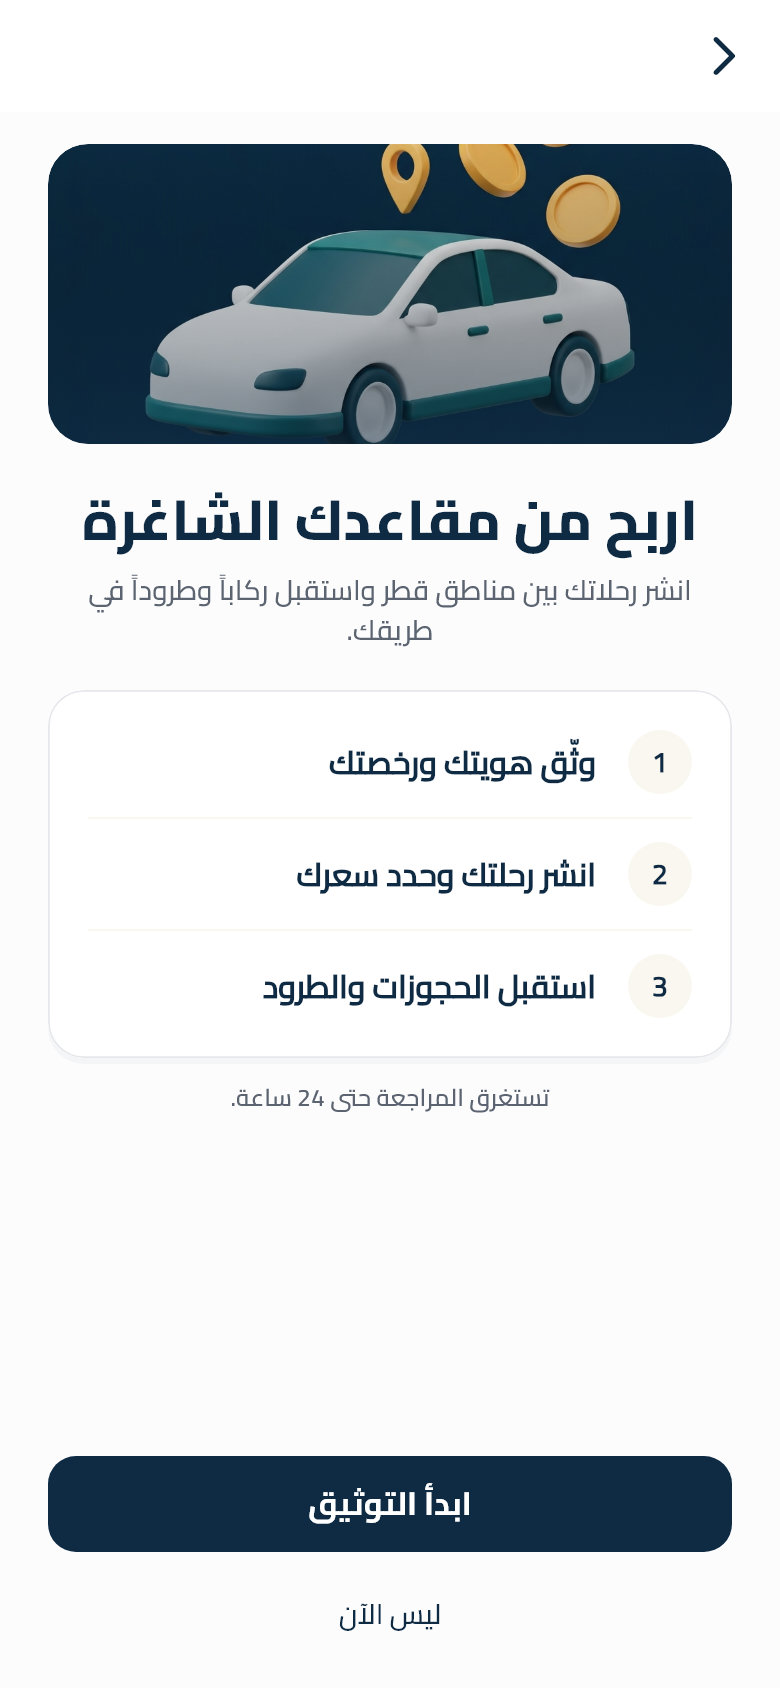 اربح من مقاعدك الشاغرة
انشر رحلاتك بين مناطق قطر واستقبل ركاباً وطروداً في
طريقك.
1 وثّق هويتك ورخصتك
2 انشر رحلتك وحدد سعرك
3 استقبل الحجوزات والطرود
تستغرق المراجعة حتى 24 ساعة.
ابدأ التوثيق
ليس الآن